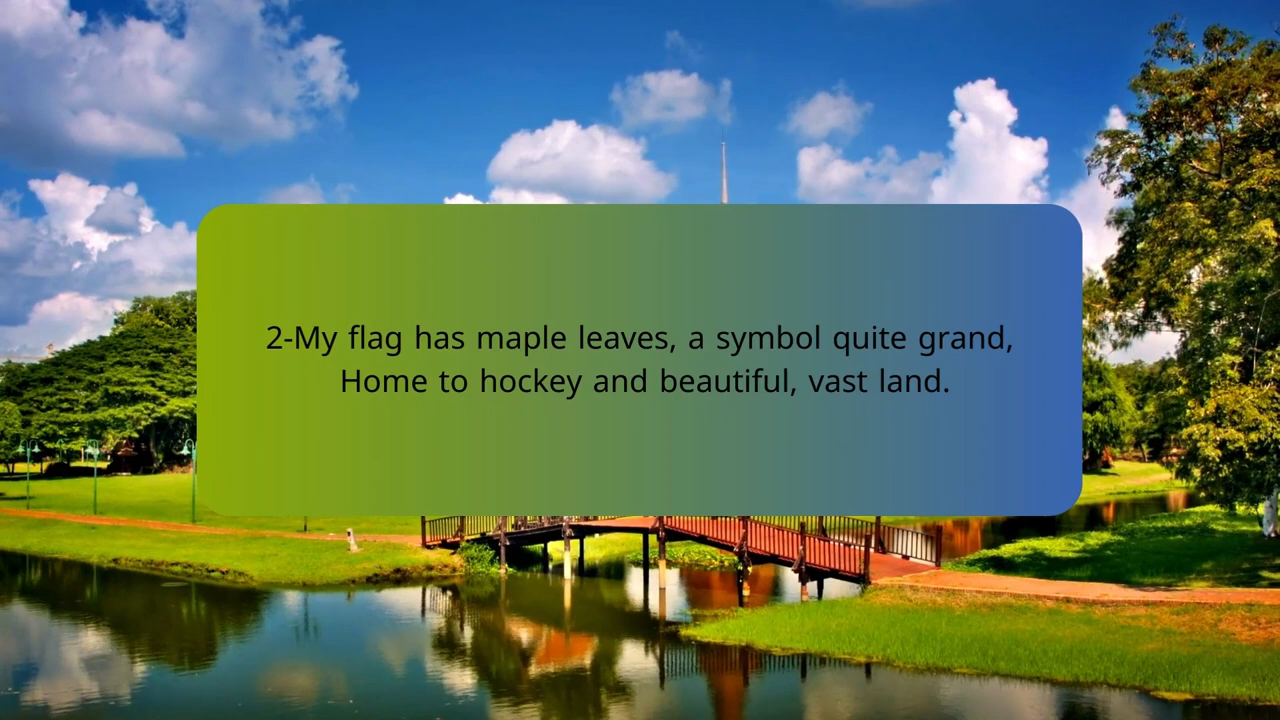 2-My flag has maple leaves, a symbol quite grand,
Home to hockey and beautiful, vast land.